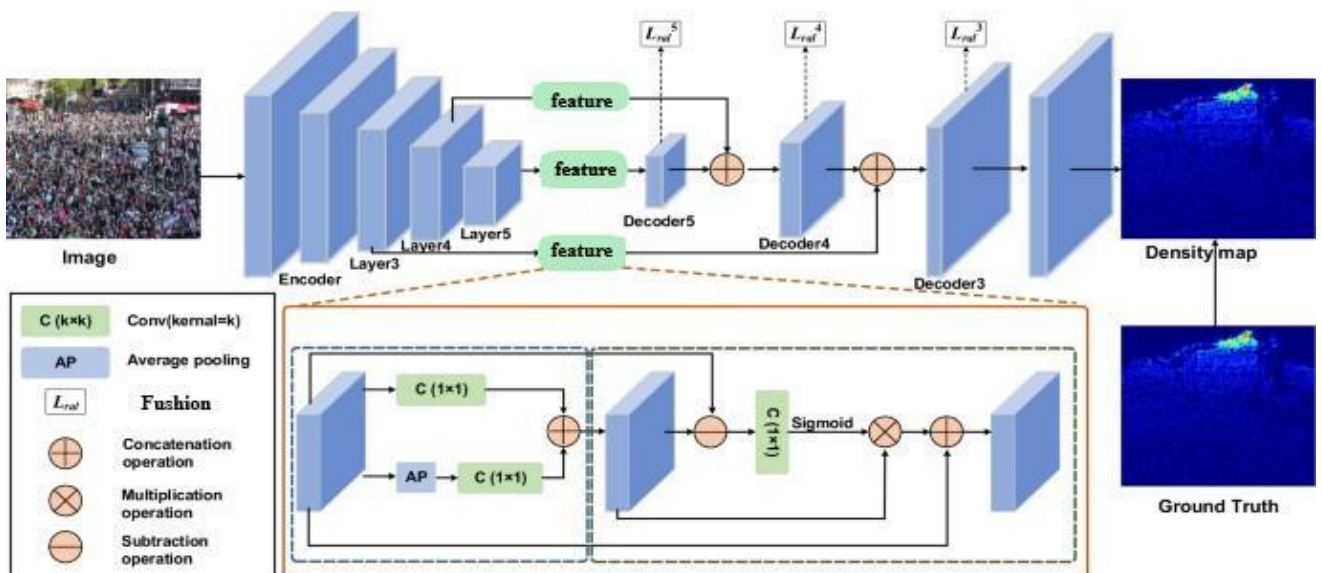 L_ral^5
L_ral^4
L_ral^3
feature
feature
feature
Image
Encoder
Layer3
Layer4
Layer5
Decoder5
Decoder4
Decoder3
Density map
C (k×k)
Conv(kernal=k)
AP
Average pooling
L_ral
Fushion
Concatenation
operation
Multiplication
operation
Subtraction
operation
C (1×1)
AP
C (1×1)
C (1×1)
Sigmoid
Ground Truth